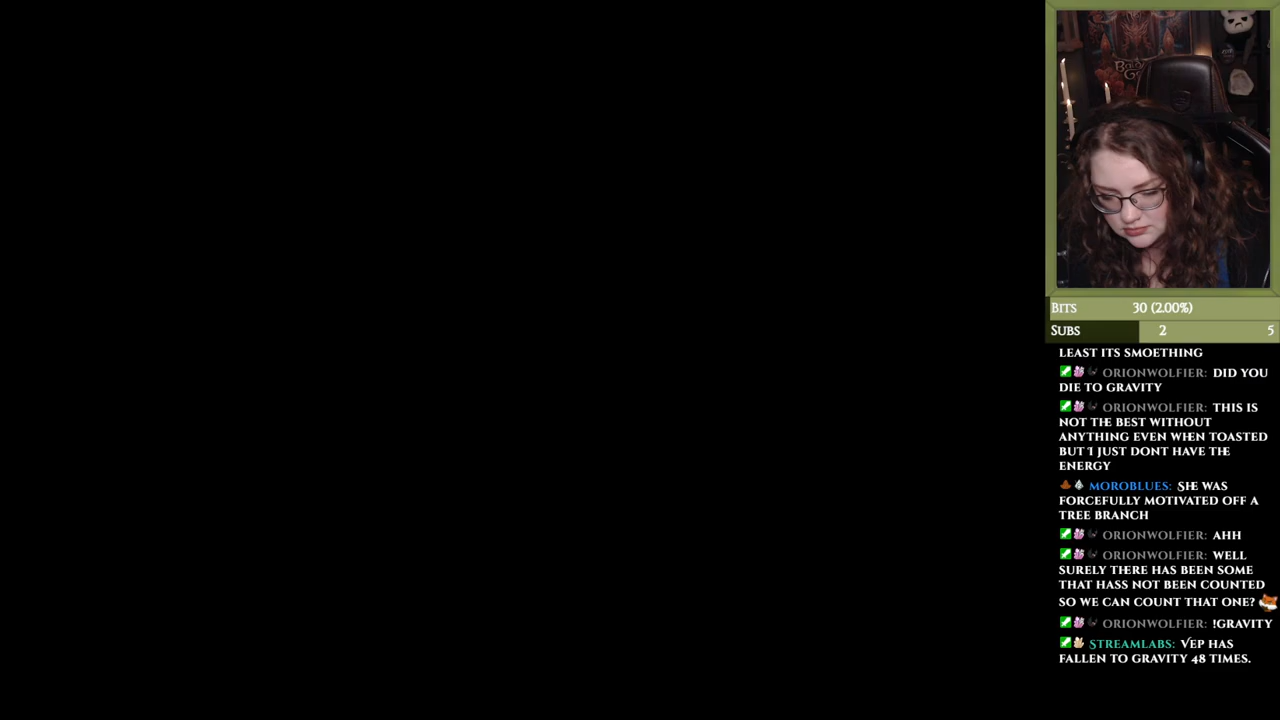 Bits 30 (2.00%)
Subs 2 5
LEAST ITS SMOETHING
ORIONWOLFIER: DID YOU
DIE TO GRAVITY
ORIONWOLFIER: THIS IS
NOT THE BEST WITHOUT
ANYTHING EVEN WHEN TOASTED
BUT I JUST DONT HAVE THE
ENERGY
MOROBLUES: SHE WAS
FORCEFULLY MOTIVATED OFF A
TREE BRANCH
ORIONWOLFIER: AHH
ORIONWOLFIER: WELL
SURELY THERE HAS BEEN SOME
THAT HASS NOT BEEN COUNTED
SO WE CAN COUNT THAT ONE?
ORIONWOLFIER: !GRAVITY
STREAMLABS: VEP HAS
FALLEN TO GRAVITY 48 TIMES.